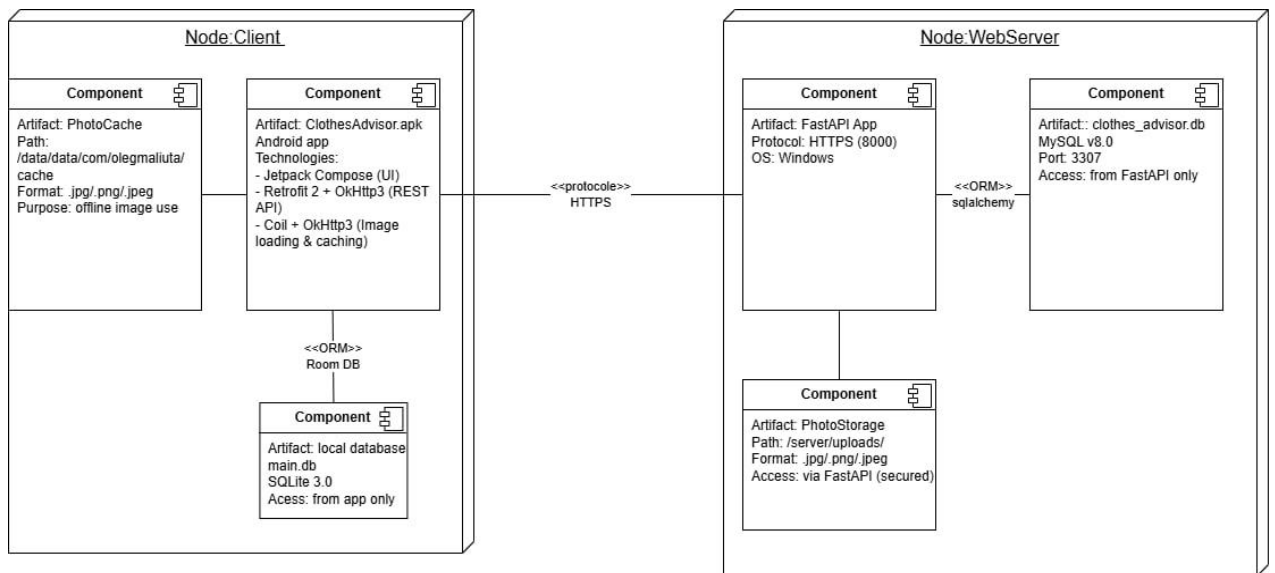 Node:Client
Component
Artifact: PhotoCache
Path:
/data/data/com/olegmaliuta/
cache
Format: .jpg/.png/.jpeg
Purpose: offline image use
Component
Artifact: ClothesAdvisor.apk
Android app
Technologies:
- Jetpack Compose (UI)
- Retrofit 2 + OkHttp3 (REST
API)
- Coil + OkHttp3 (Image
loading & caching)
<<ORM>>
Room DB
Component
Artifact: local database
main.db
SQLite 3.0
Acess: from app only
<<protocole>>
HTTPS
Node:WebServer
Component
Artifact: FastAPI App
Protocol: HTTPS (8000)
OS: Windows
<<ORM>>
sqlalchemy
Component
Artifact:: clothes_advisor.db
MySQL v8.0
Port: 3307
Access: from FastAPI only
Component
Artifact: PhotoStorage
Path: /server/uploads/
Format: .jpg/.png/.jpeg
Access: via FastAPI (secured)